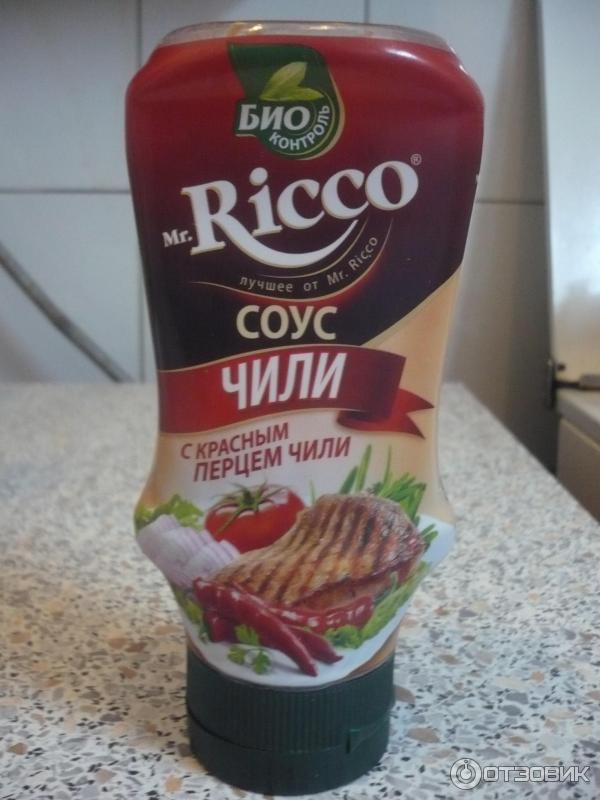 БИО
КОНТРОЛЬ
Mr. Ricco®
лучшее от Mr. Ricco
СОУС
ЧИЛИ
С КРАСНЫМ
ПЕРЦЕМ ЧИЛИ
ОТЗОВИК